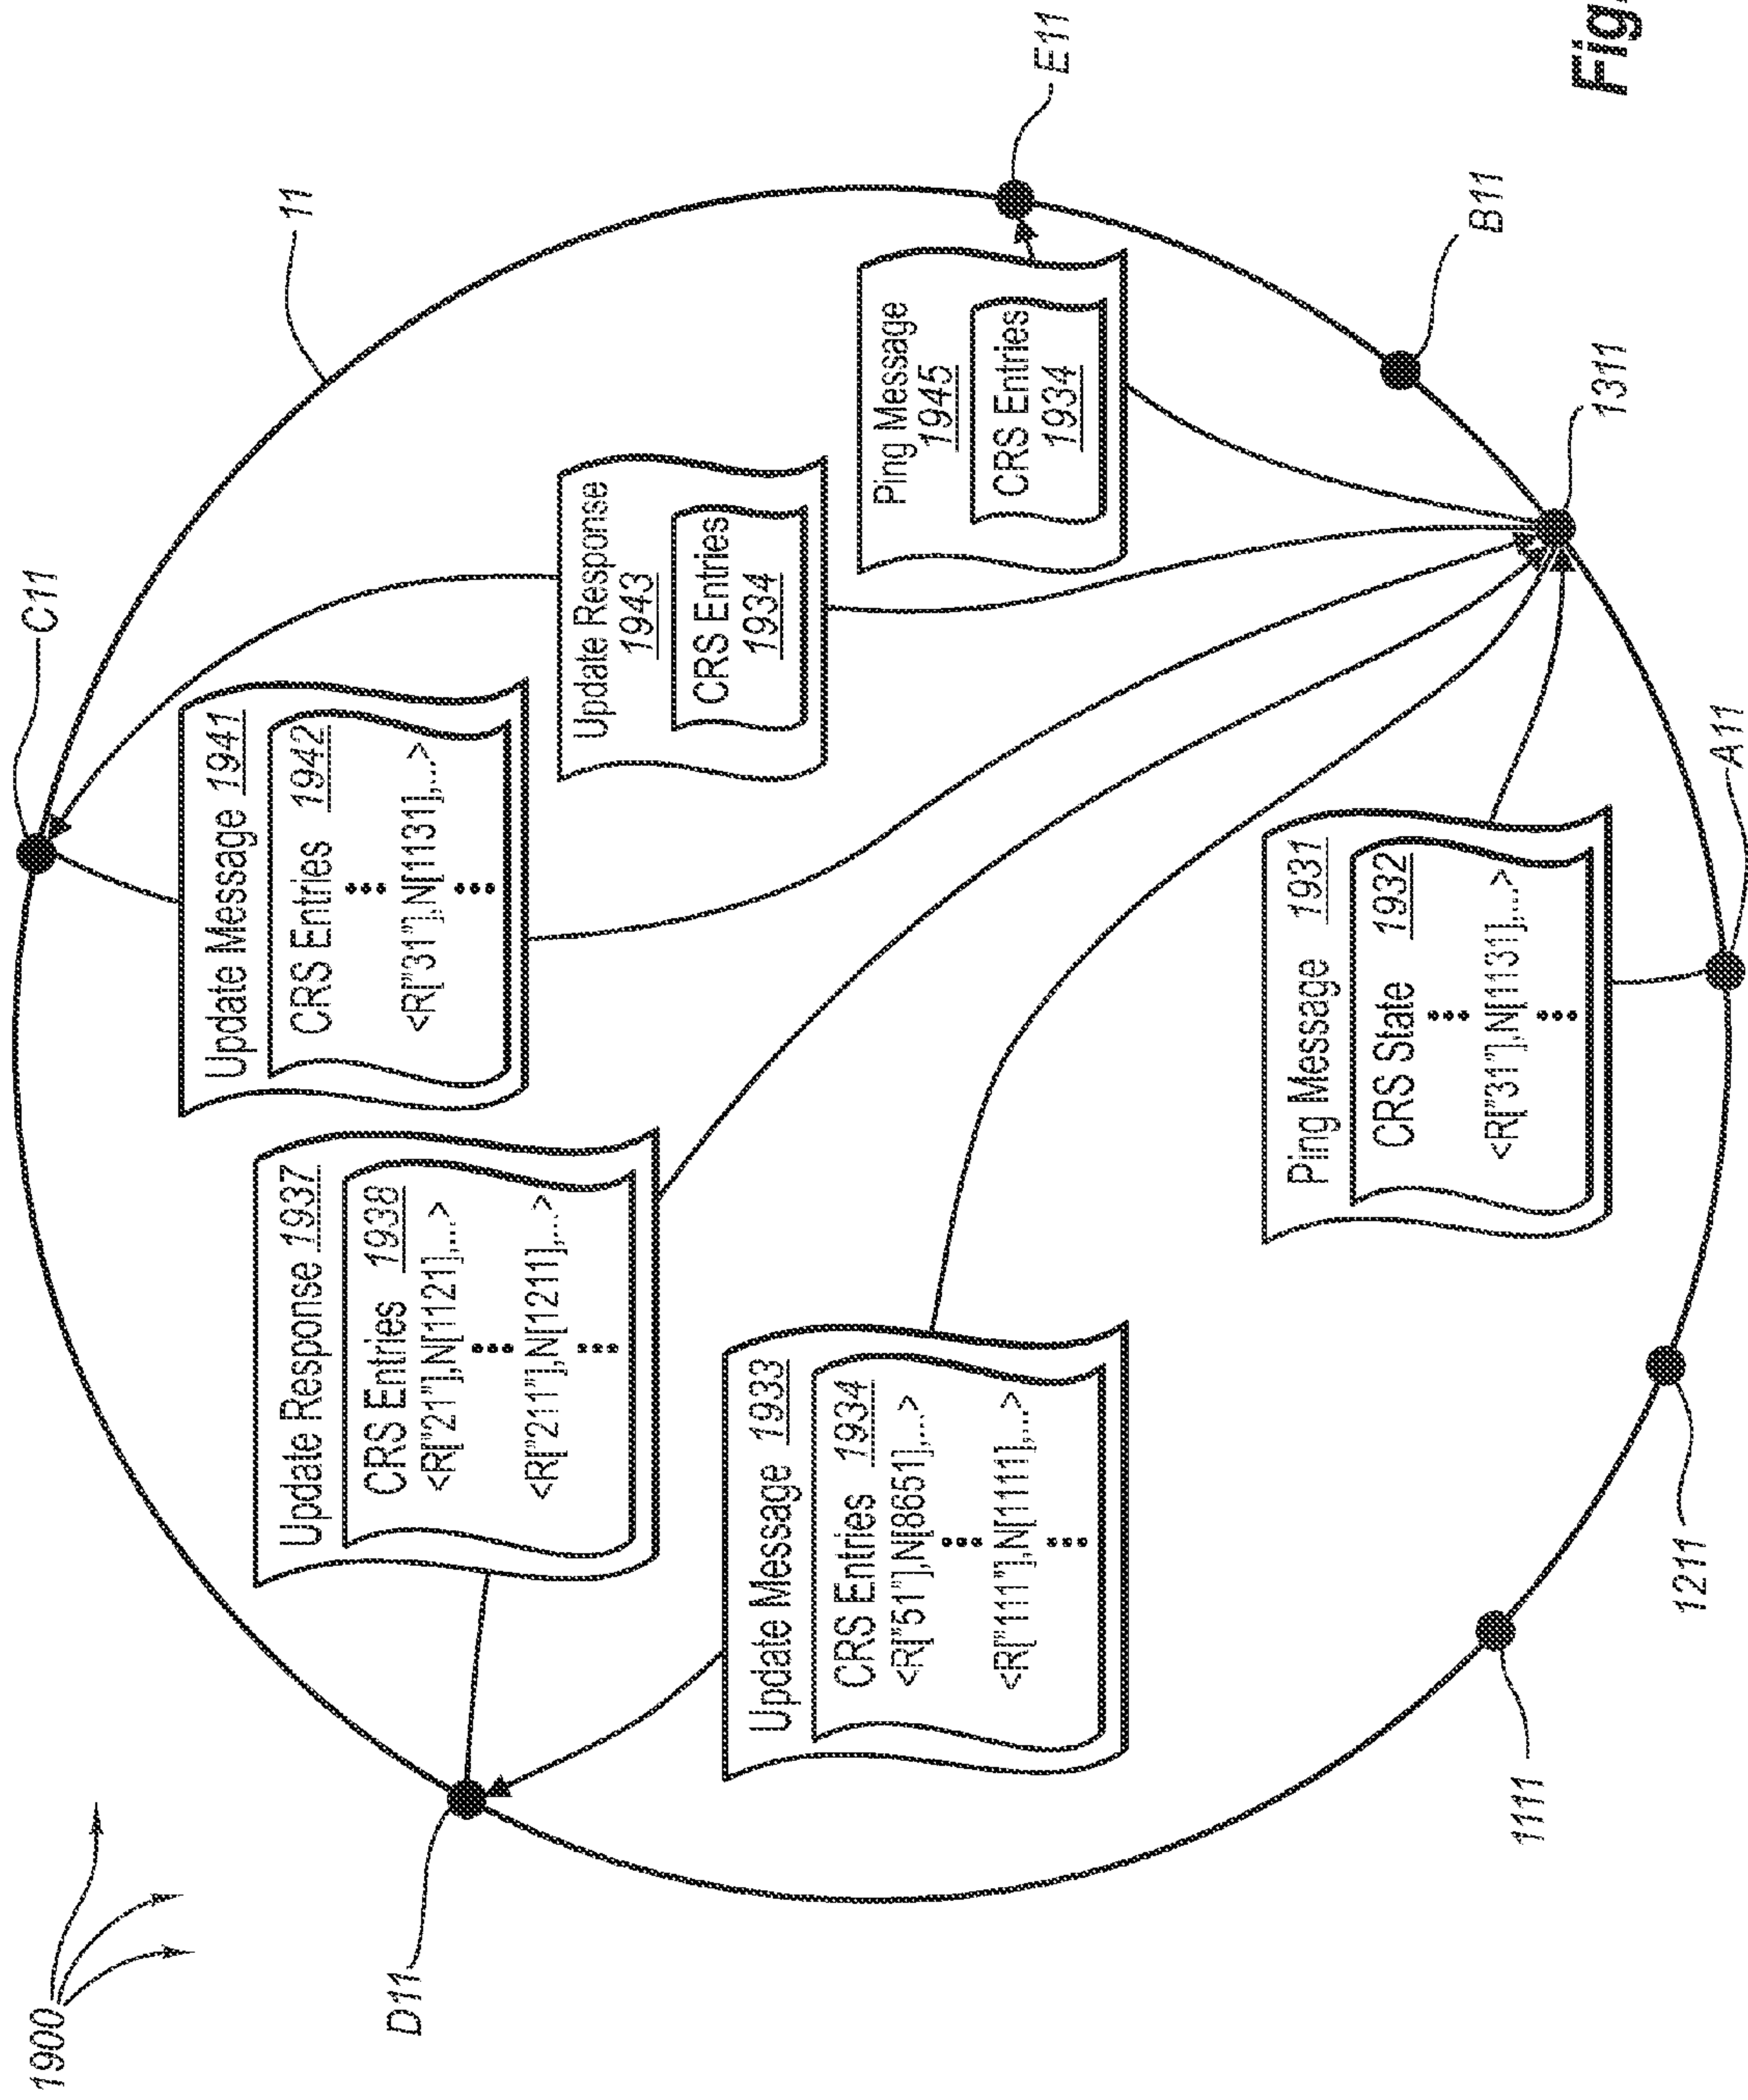 1900
D11
C11
11
E11
B11
1311
A11
1211
1111
Update Response 1937
CRS Entries 1938
<R["21"],N[1121],...>
<R["211"],N[1211],...>
Update Message 1941
CRS Entries 1942
<R["31"],N[1131],...>
Update Response
1943
CRS Entries
1934
Ping Message
1945
CRS Entries
1934
Update Message 1933
CRS Entries 1934
<R["51"],N[8651],...>
<R["111"],N[1111],...>
Ping Message 1931
CRS State 1932
<R["31"],N[1131],...>
Fig